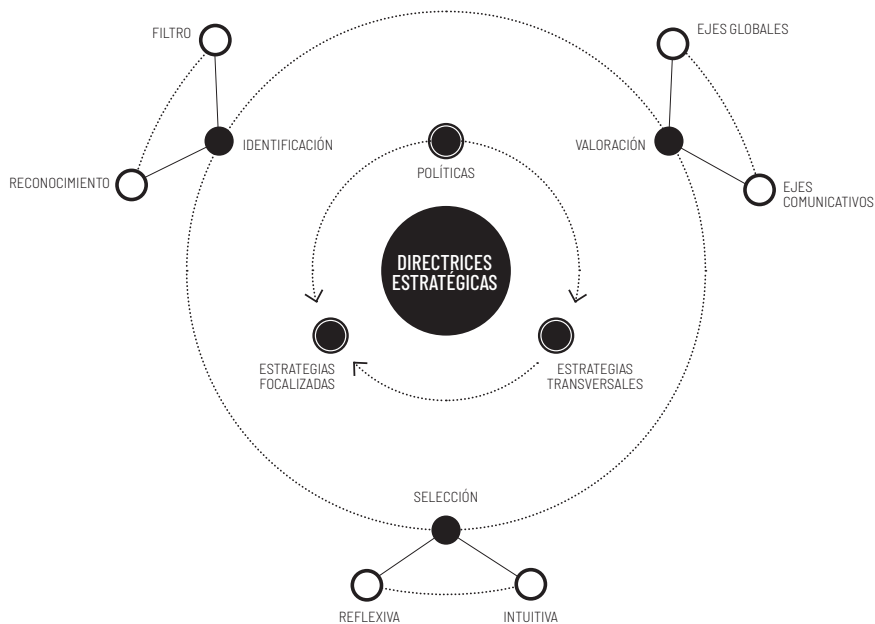 FILTRO
EJES GLOBALES
IDENTIFICACIÓN
VALORACIÓN
RECONOCIMIENTO
EJES
COMUNICATIVOS
POLÍTICAS
DIRECTRICES
ESTRATÉGICAS
ESTRATEGIAS
FOCALIZADAS
ESTRATEGIAS
TRANSVERSALES
SELECCIÓN
REFLEXIVA
INTUITIVA